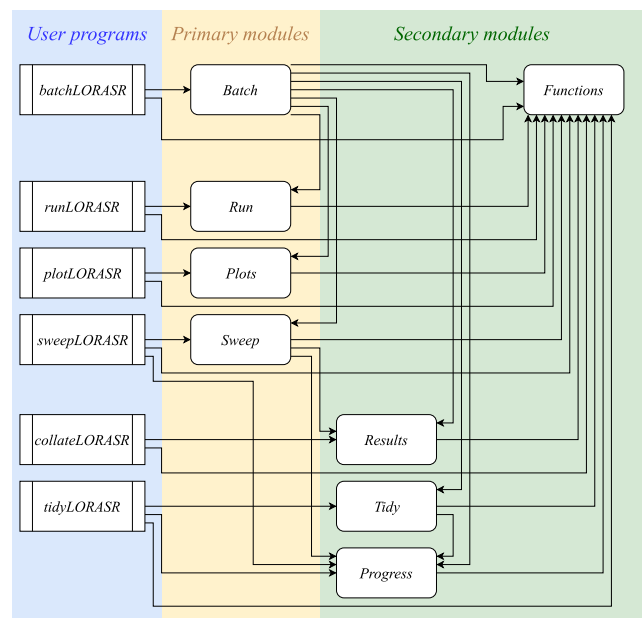 User programs Primary modules Secondary modules
batchLORASR Batch Functions
runLORASR Run
plotLORASR Plots
sweepLORASR Sweep
collateLORASR Results
tidyLORASR Tidy
Progress